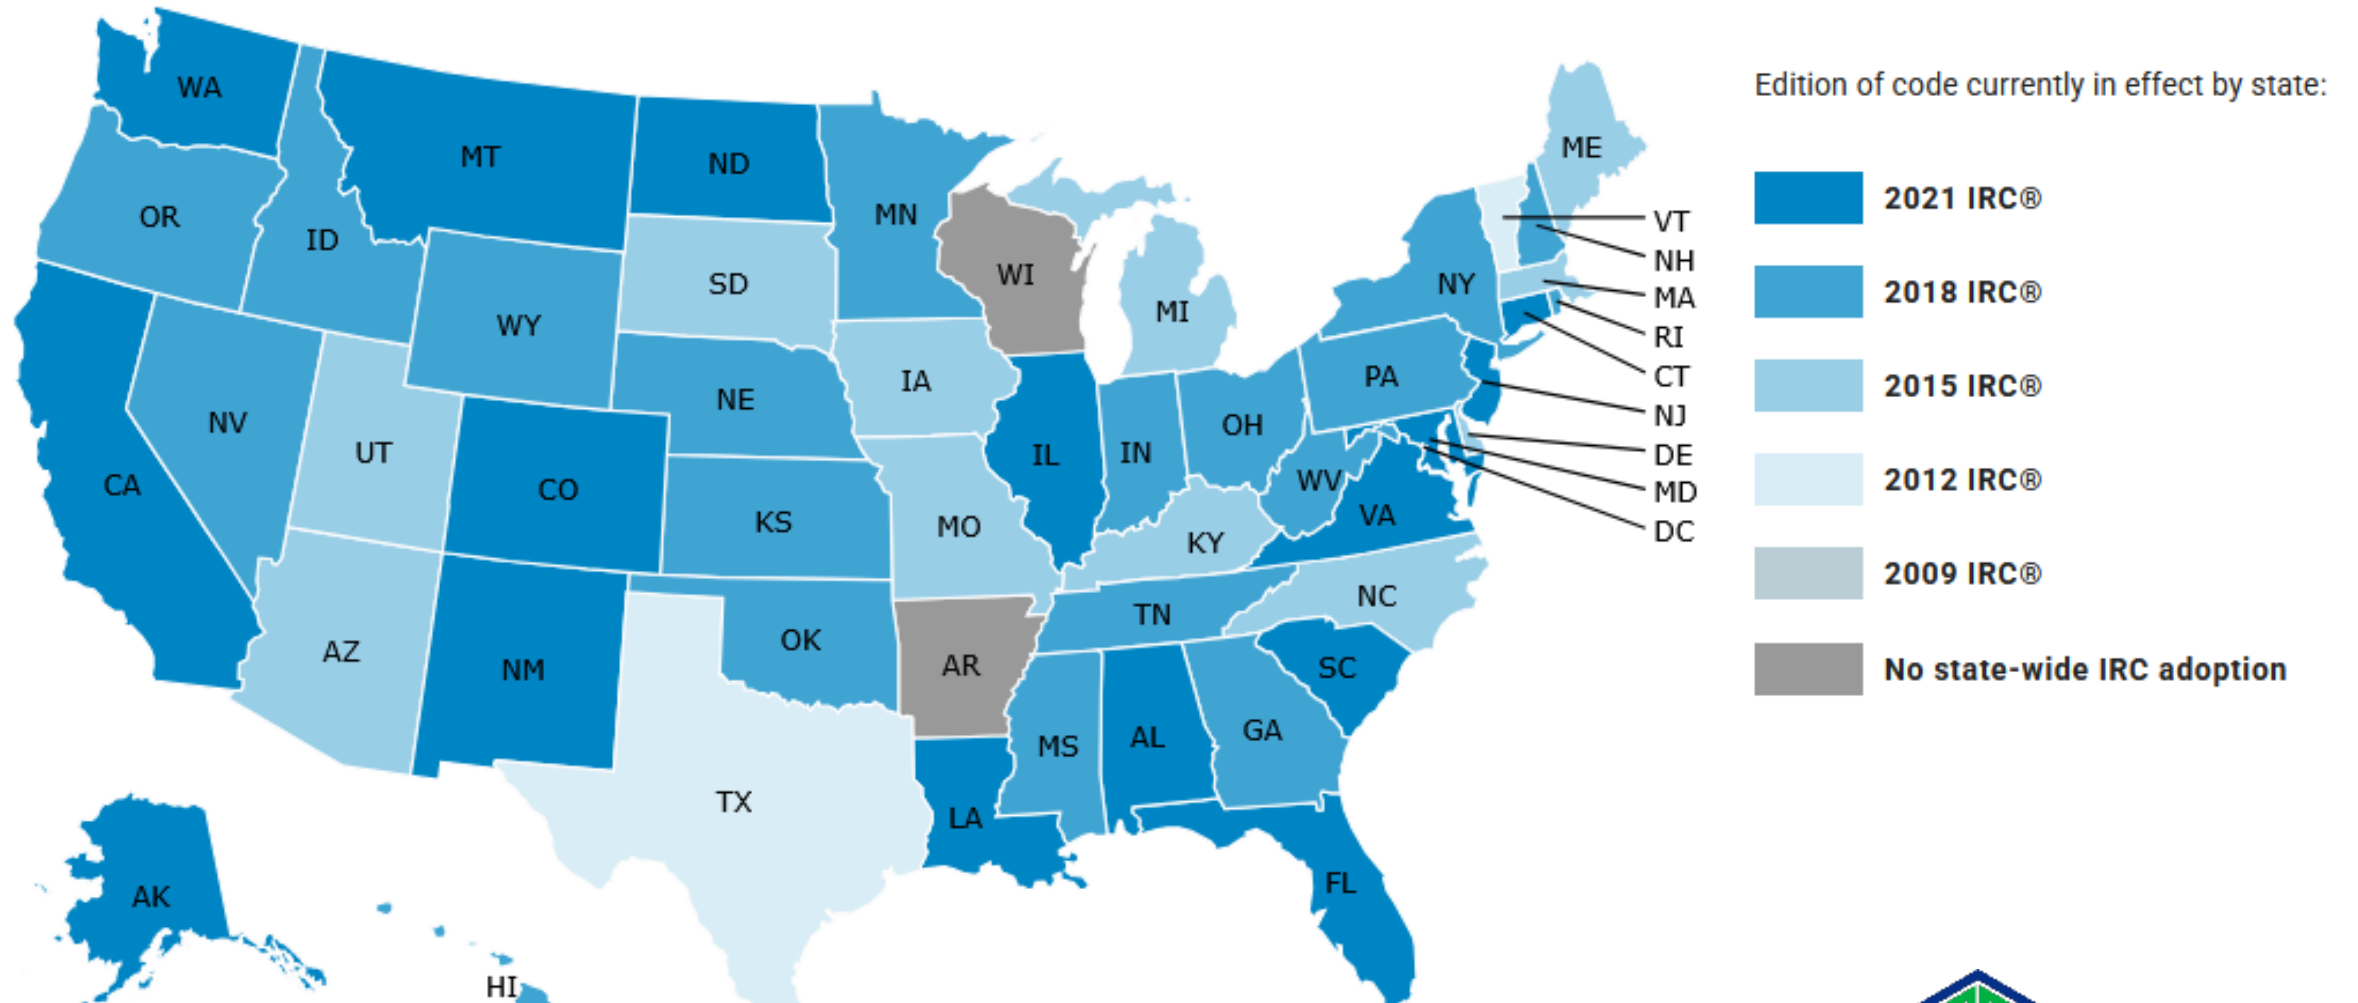 WA
MT
ND
OR
ID
MN
SD
WI
WY
MI
NY
ME
VT
NH
MA
RI
CT
NJ
DE
MD
DC
IA
NE
PA
NV
UT
CO
IL
IN
OH
CA
KS
MO
WV
VA
KY
NC
TN
AZ
NM
OK
AR
SC
MS
AL
GA
TX
LA
FL
AK
HI
Edition of code currently in effect by state:
2021 IRC®
2018 IRC®
2015 IRC®
2012 IRC®
2009 IRC®
No state-wide IRC adoption